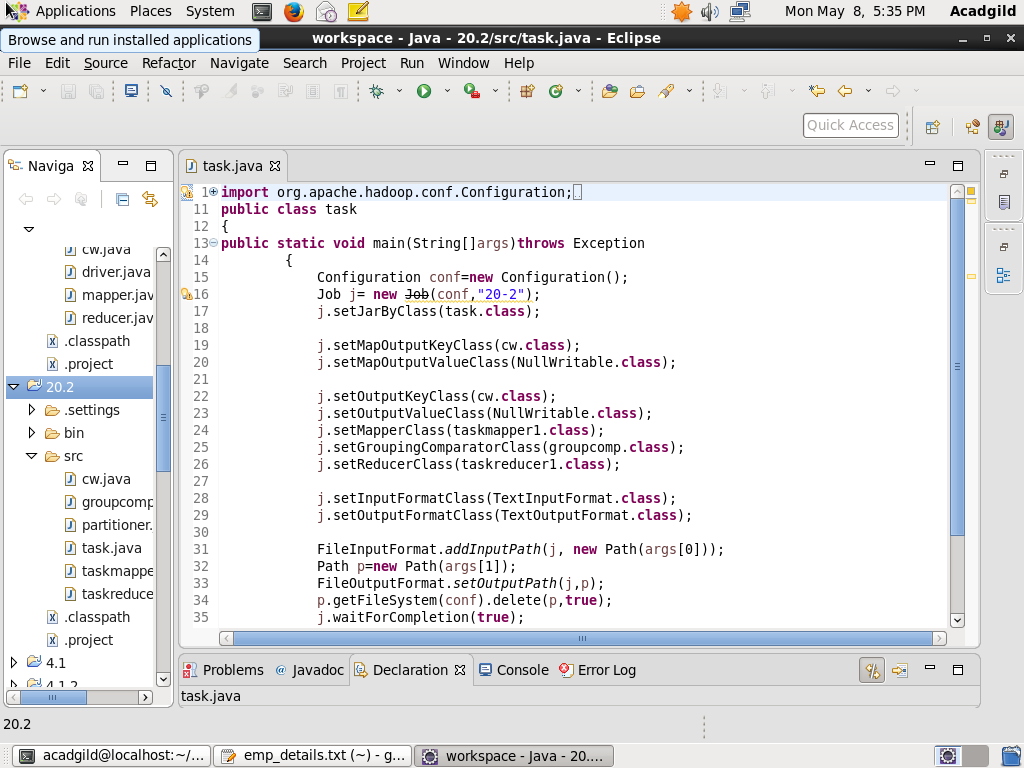 Applications Places System Mon May 8, 5:35 PM Acadgild
Browse and run installed applications
workspace - Java - 20.2/src/task.java - Eclipse
File Edit Source Refactor Navigate Search Project Run Window Help
Quick Access
Naviga
task.java
cw.java
driver.java
mapper.jav
reducer.jav
.classpath
.project
20.2
.settings
bin
src
cw.java
groupcomp
partitioner.
task.java
taskmappe
taskreduce
.classpath
.project
4.1
4.1.2
1 import org.apache.hadoop.conf.Configuration;
11 public class task
12 {
13 public static void main(String[]args)throws Exception
14 {
15 Configuration conf=new Configuration();
16 Job j= new Job(conf,"20-2");
17 j.setJarByClass(task.class);
18
19 j.setMapOutputKeyClass(cw.class);
20 j.setMapOutputValueClass(NullWritable.class);
21
22 j.setOutputKeyClass(cw.class);
23 j.setOutputValueClass(NullWritable.class);
24 j.setMapperClass(taskmapper1.class);
25 j.setGroupingComparatorClass(groupcomp.class);
26 j.setReducerClass(taskreducer1.class);
27
28 j.setInputFormatClass(TextInputFormat.class);
29 j.setOutputFormatClass(TextOutputFormat.class);
30
31 FileInputFormat.addInputPath(j, new Path(args[0]));
32 Path p=new Path(args[1]);
33 FileOutputFormat.setOutputPath(j,p);
34 p.getFileSystem(conf).delete(p,true);
35 j.waitForCompletion(true);
Problems Javadoc Declaration Console Error Log
task.java
20.2
acadgild@localhost:~/... emp_details.txt (~) - g... workspace - Java - 20....